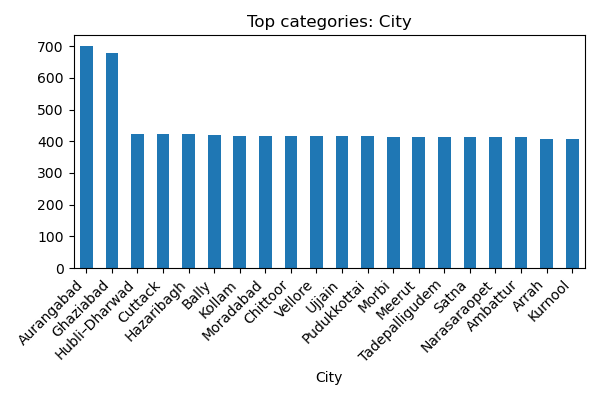 Top categories: City
700
600
500
400
300
200
100
0
Aurangabad
Ghaziabad
Hubli–Dharwad
Cuttack
Hazaribagh
Bally
Kollam
Moradabad
Chittoor
Vellore
Ujjain
Pudukkottai
Morbi
Meerut
Tadepalligudem
Satna
Narasaraopet
Ambattur
Arrah
Kurnool
City